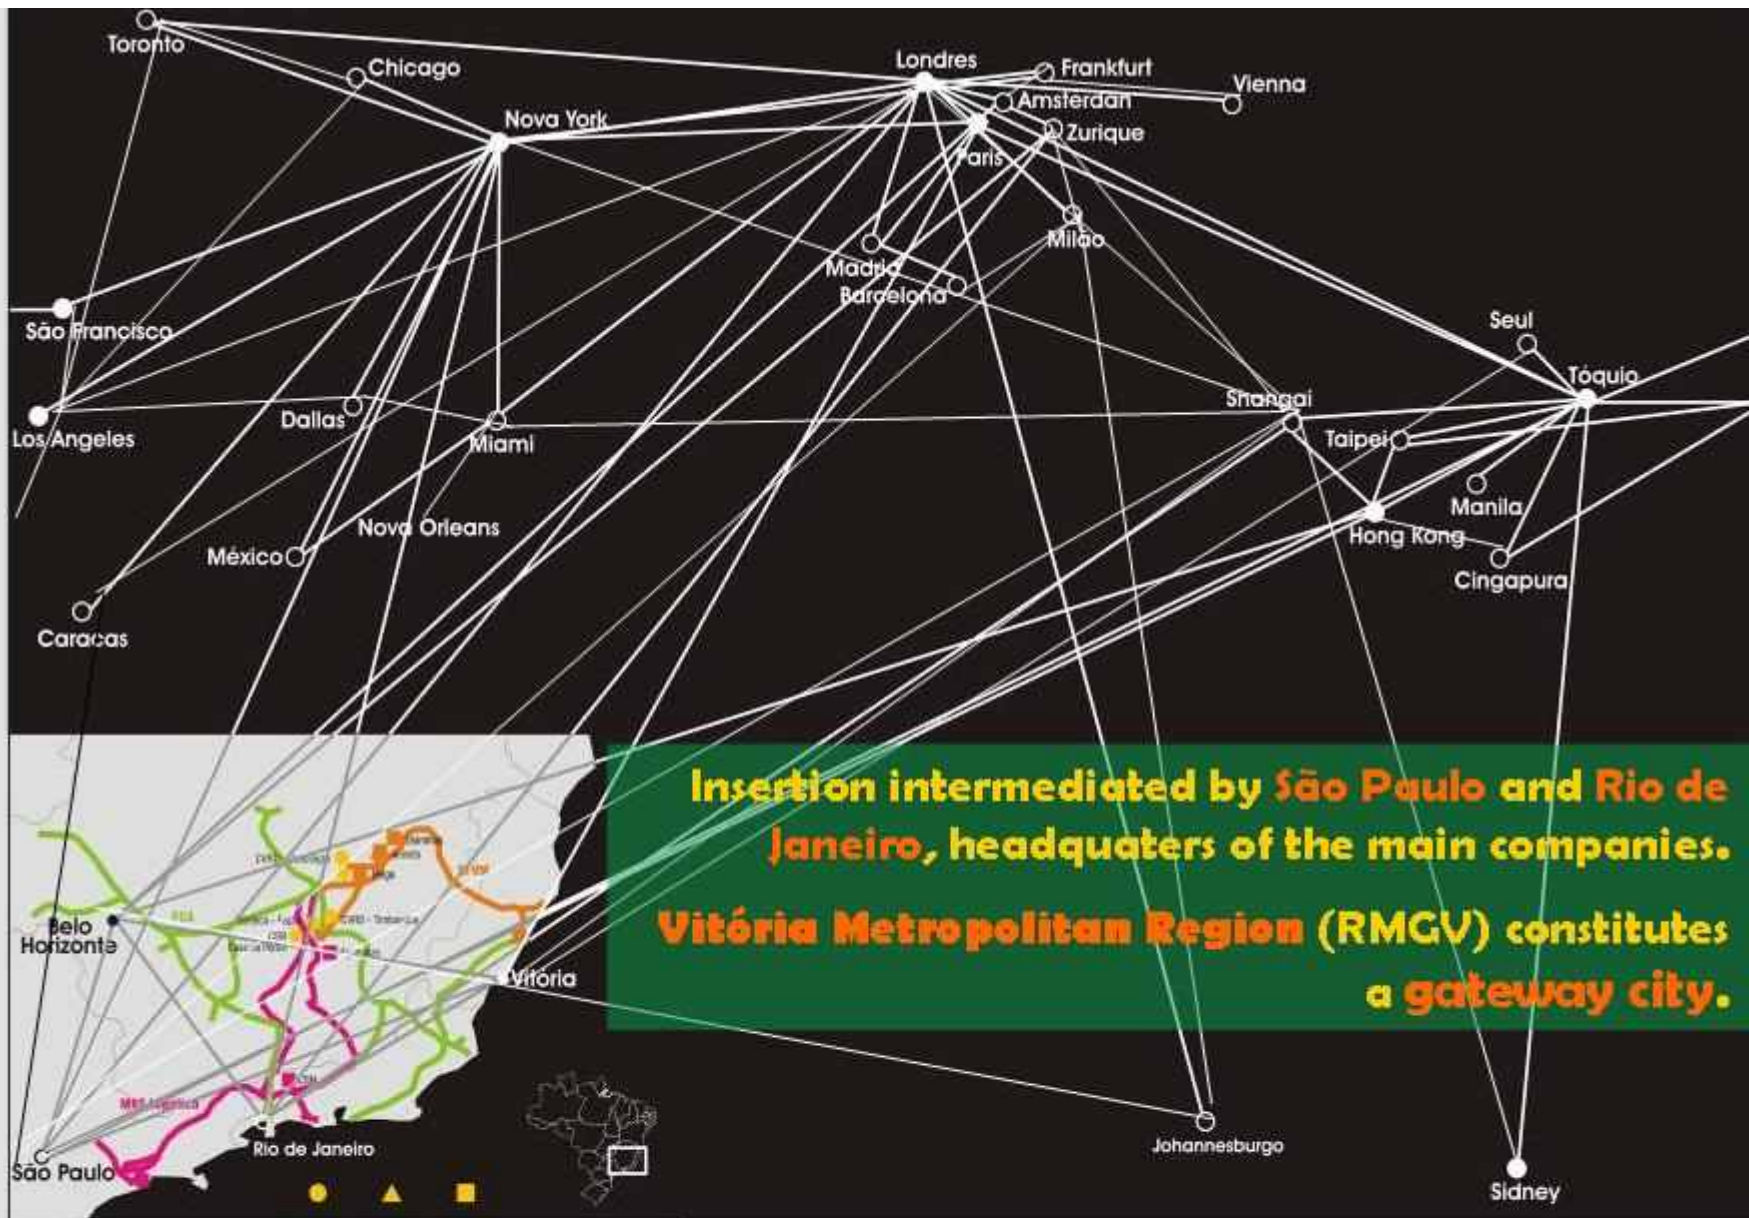 Toronto
Chicago
Nova York
Londres
Frankfurt
Amsterdan
Vienna
Zurique
Paris
Milão
Madrid
Barcelona
São Francisco
Los Angeles
Dallas
Miami
Nova Orleans
México
Caracas
Seul
Tóquio
Shangai
Taipei
Manila
Hong Kong
Cingapura
Insertion intermediated by São Paulo and Rio de
Janeiro, headquaters of the main companies.
Vitória Metropolitan Region (RMGV) constitutes
a gateway city.
Belo
Horizonte
Vitória
Rio de Janeiro
São Paulo
Johannesburgo
Sidney